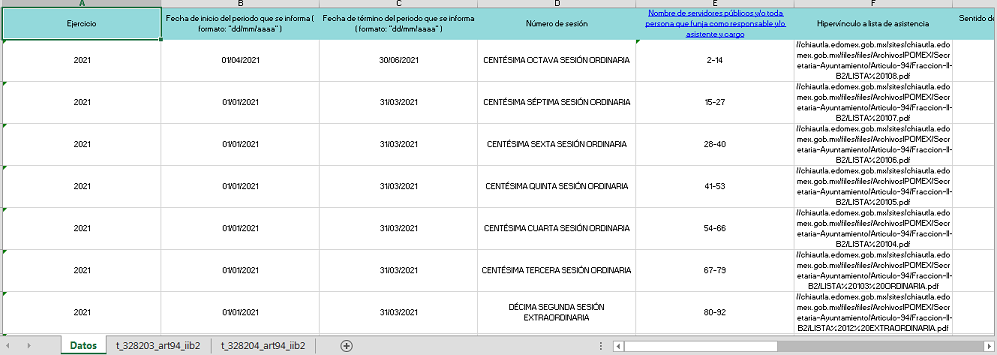 A B C D E F
Ejercicio
Fecha de inicio del periodo que se informa (
formato: "dd/mm/aaaa" )
Fecha de término del periodo que se informa
( formato: "dd/mm/aaaa" )
Número de sesión
Nombre de servidores públicos y/o toda
persona que funja como responsable y/o
asistente y cargo
Hipervínculo a lista de asistencia
Sentido de
2021
01/04/2021
30/06/2021
CENTÉSIMA OCTAVA SESIÓN ORDINARIA
2-14
//chiautla.edomex.gob.mx/sites/chiautla.edo
mex.gob.mx/files/files/ArchivosIPOMEX/Secr
etaria-Ayuntamiento/Articulo-94/Fraccion-II-
B2/LISTA%20108.pdf
2021
01/01/2021
31/03/2021
CENTÉSIMA SÉPTIMA SESIÓN ORDINARIA
15-27
//chiautla.edomex.gob.mx/sites/chiautla.edo
mex.gob.mx/files/files/ArchivosIPOMEX/Secr
etaria-Ayuntamiento/Articulo-94/Fraccion-II-
B2/LISTA%20107.pdf
2021
01/01/2021
31/03/2021
CENTÉSIMA SEXTA SESIÓN ORDINARIA
28-40
//chiautla.edomex.gob.mx/sites/chiautla.edo
mex.gob.mx/files/files/ArchivosIPOMEX/Secr
etaria-Ayuntamiento/Articulo-94/Fraccion-II-
B2/LISTA%20106.pdf
2021
01/01/2021
31/03/2021
CENTÉSIMA QUINTA SESIÓN ORDINARIA
41-53
//chiautla.edomex.gob.mx/sites/chiautla.edo
mex.gob.mx/files/files/ArchivosIPOMEX/Secr
etaria-Ayuntamiento/Articulo-94/Fraccion-II-
B2/LISTA%20105.pdf
2021
01/01/2021
31/03/2021
CENTÉSIMA CUARTA SESIÓN ORDINARIA
54-66
//chiautla.edomex.gob.mx/sites/chiautla.edo
mex.gob.mx/files/files/ArchivosIPOMEX/Secr
etaria-Ayuntamiento/Articulo-94/Fraccion-II-
B2/LISTA%20104.pdf
2021
01/01/2021
31/03/2021
CENTÉSIMA TERCERA SESIÓN ORDINARIA
67-79
//chiautla.edomex.gob.mx/sites/chiautla.edo
mex.gob.mx/files/files/ArchivosIPOMEX/Secr
etaria-Ayuntamiento/Articulo-94/Fraccion-II-
B2/LISTA%20103%20ORDINARIA.pdf
2021
01/01/2021
31/03/2021
DÉCIMA SEGUNDA SESIÓN
EXTRAORDINARIA
80-92
//chiautla.edomex.gob.mx/sites/chiautla.edo
mex.gob.mx/files/files/ArchivosIPOMEX/Secr
etaria-Ayuntamiento/Articulo-94/Fraccion-II-
B2/LISTA%2012%20EXTRAORDINARIA.pdf
Datos t_328203_art94_iib2 t_328204_art94_iib2